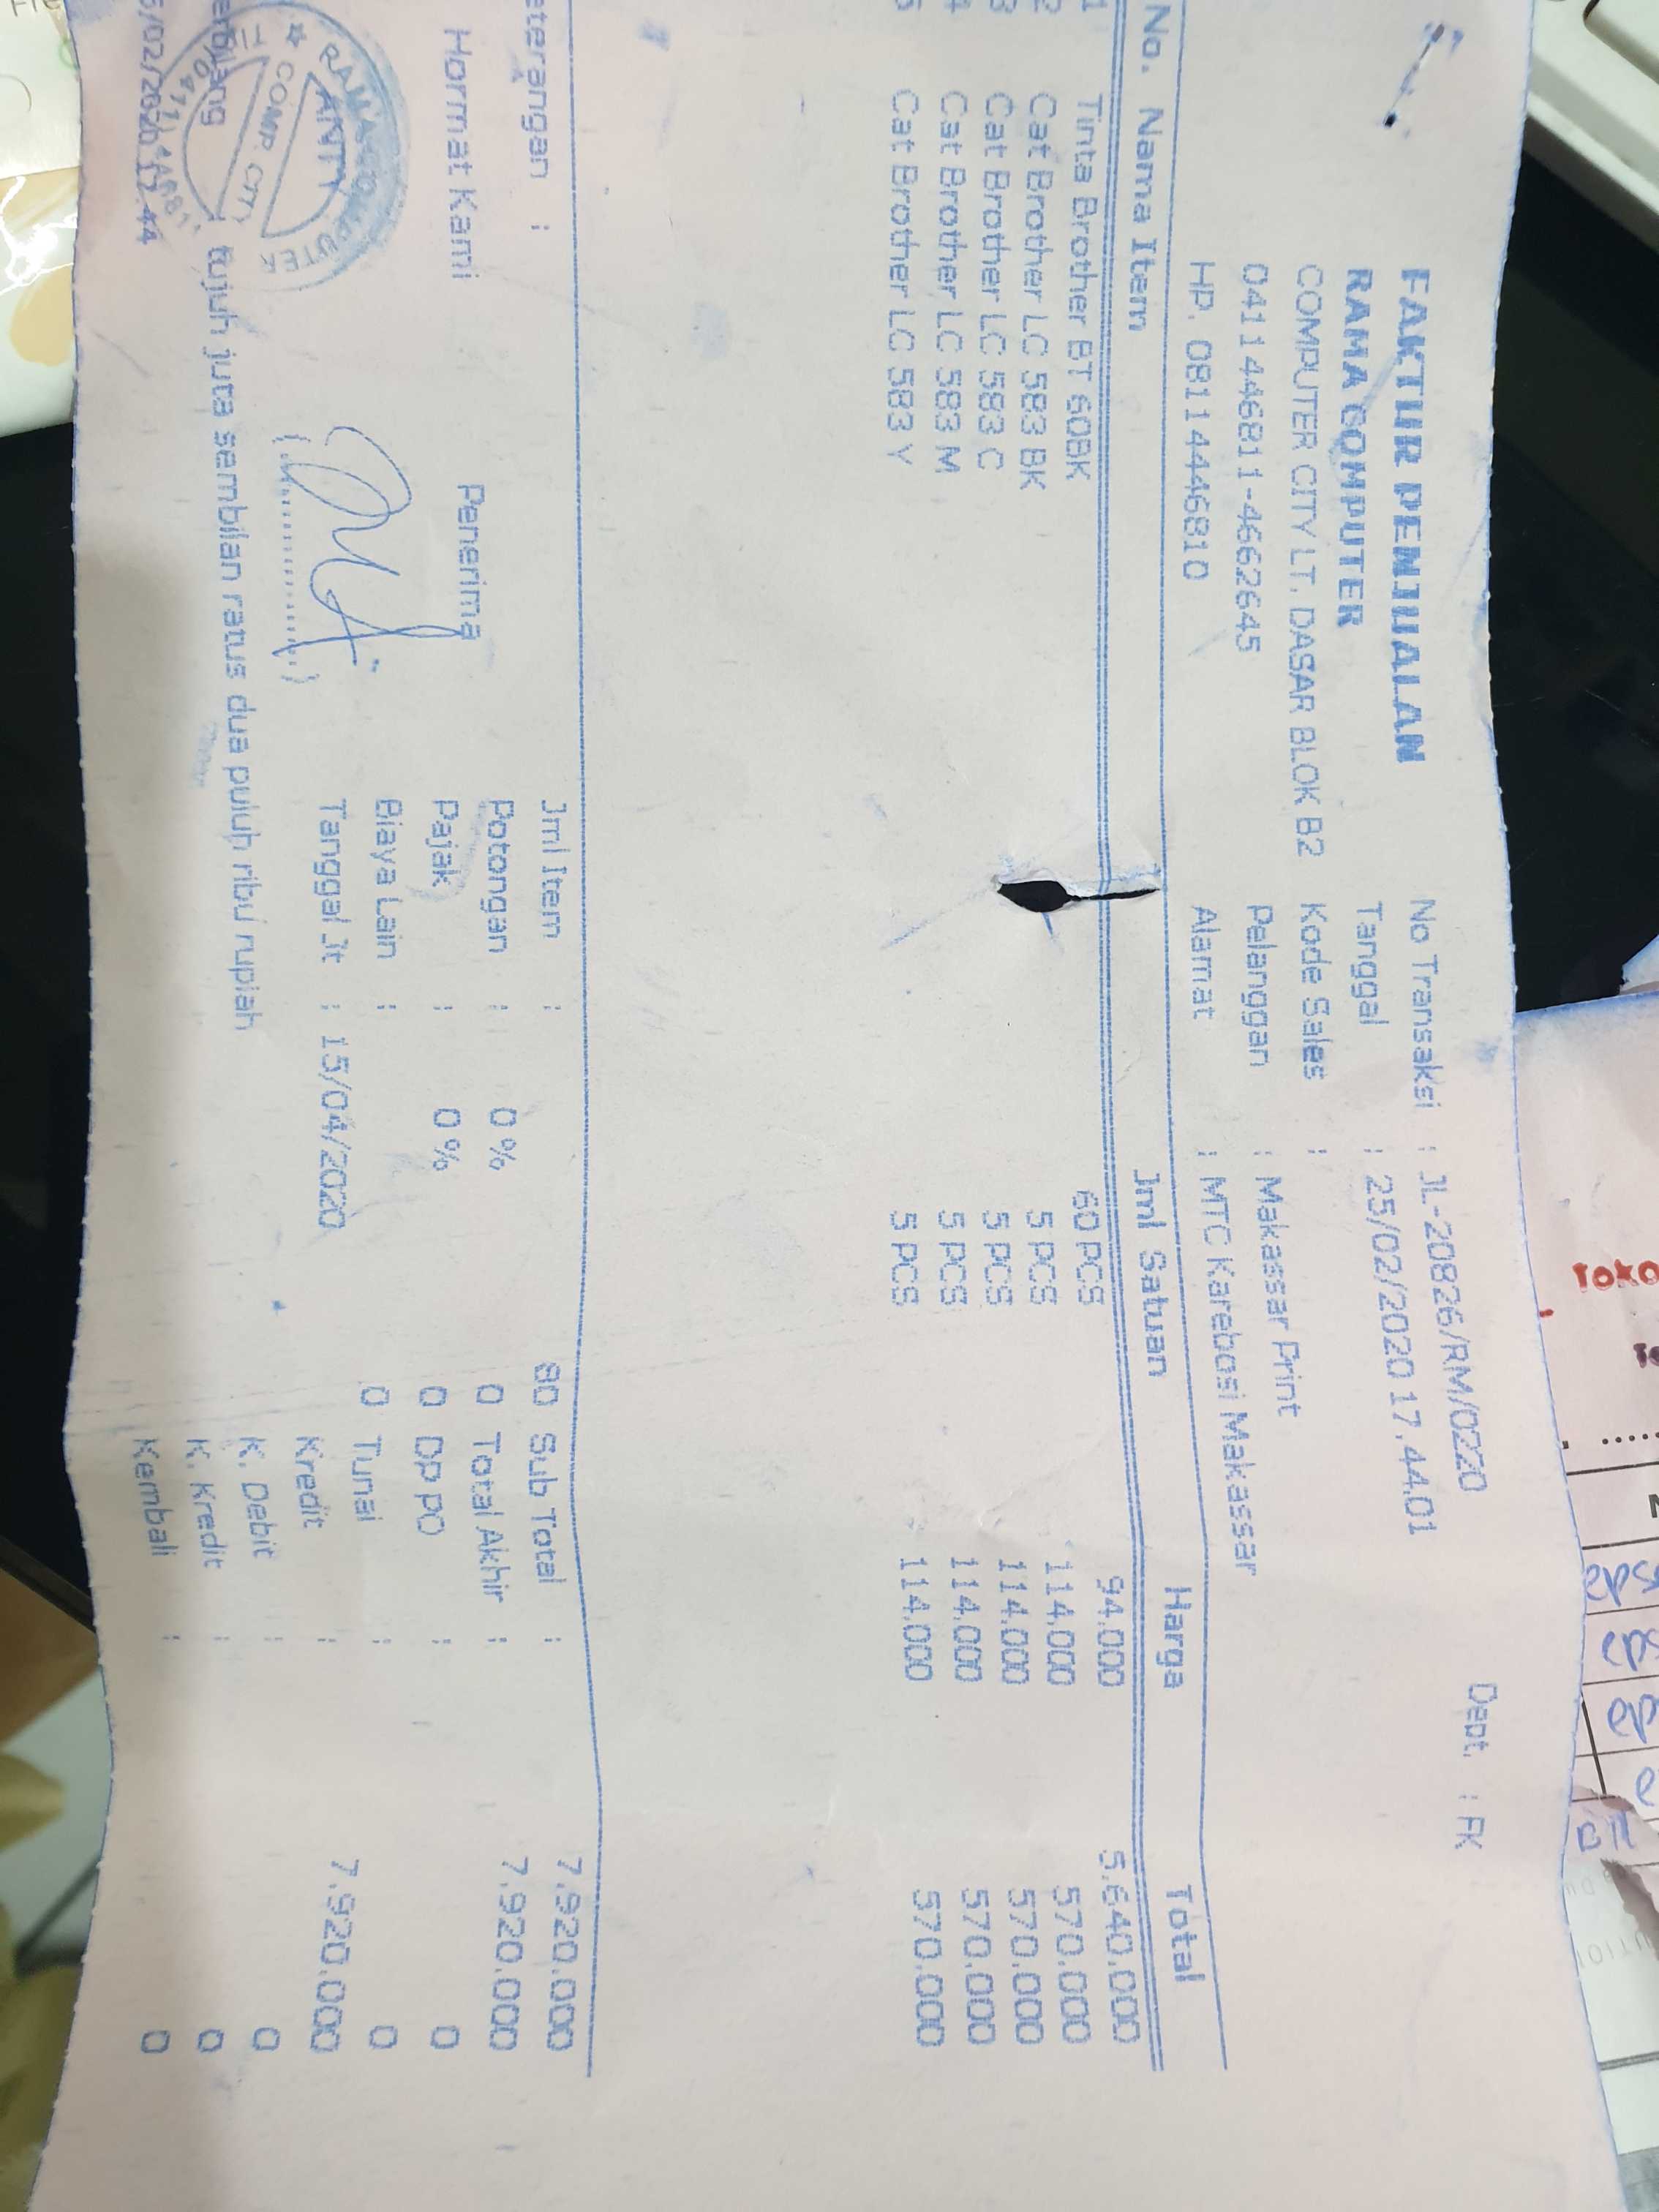 FAKTUR PENJUALAN
RAMA COMPUTER
COMPUTER CITY LT. DASAR BLOK B2
0411446811-4662645
HP. 08114446810
No Transaksi : JL-20826/RM/0220
Tanggal : 25/02/2020 17.44.01
Kode Sales :
Pelanggan : Makassar Print
Alamat : MTC Karebosi Makassar
Dept. : FK
No. Nama Item Jml Satuan Harga Total
1 Tinta Brother BT 60BK 60 PCS 94.000 5.640.000
2 Cat Brother LC 583 BK 5 PCS 114.000 570.000
3 Cat Brother LC 583 C 5 PCS 114.000 570.000
4 Cat Brother LC 583 M 5 PCS 114.000 570.000
5 Cat Brother LC 583 Y 5 PCS 114.000 570.000
eterangan :
Hormat Kami
Penerima
Jml Item : 80
Potongan : 0 % 0
Pajak : 0 % 0
Biaya Lain : 0
Tanggal Jt : 15/04/2020
Sub Total : 7.920.000
Total Akhir : 7.920.000
DP PO : 0
Tunai : 0
Kredit : 7.920.000
K. Debit : 0
K. Kredit : 0
Kembali : 0
RAMA COMPUTER
ANTY
COMP. CITY
tujuh juta sembilan ratus dua puluh ribu rupiah
5/02/2020 17.44
Toko